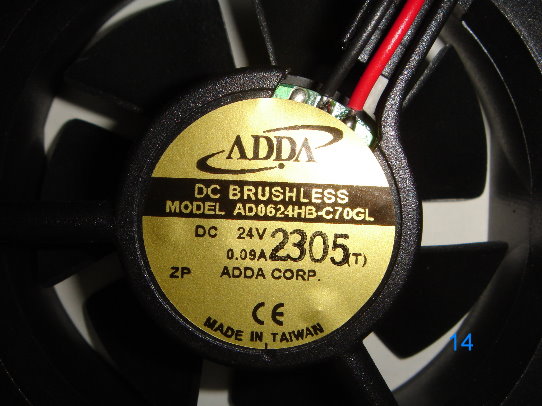 ADDA
DC BRUSHLESS
MODEL AD0624HB-C70GL
DC 24V
0.09A 2305(T)
ZP ADDA CORP.
CE
MADE IN TAIWAN
14